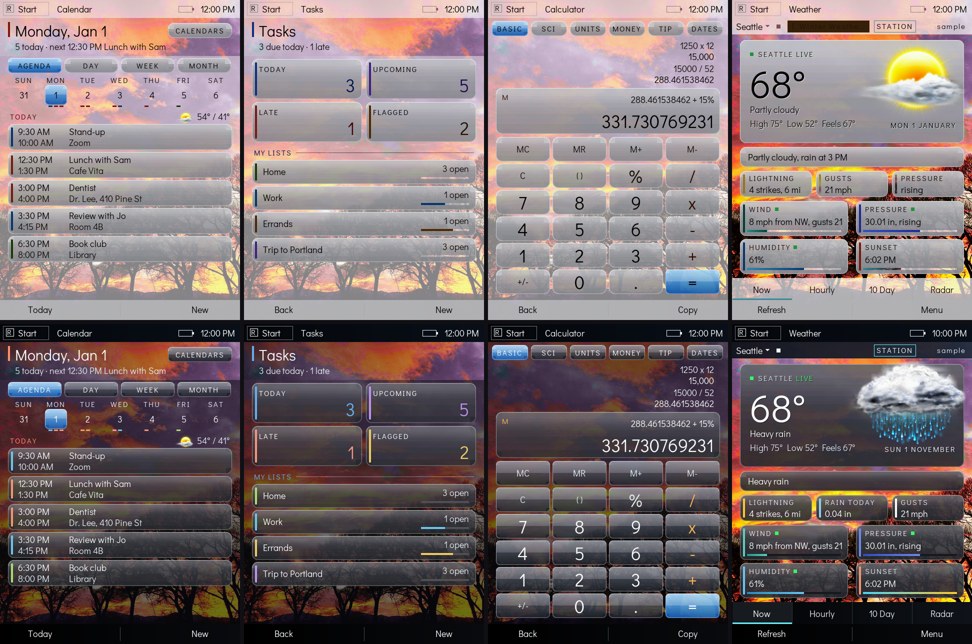 R Start Calendar 12:00 PM
Monday, Jan 1
CALENDARS
5 today · next 12:30 PM Lunch with Sam
AGENDA DAY WEEK MONTH
SUN MON TUE WED THU FRI SAT
31 1 2 3 4 5 6
TODAY 54° / 41°
9:30 AM Stand-up
10:00 AM Zoom
12:30 PM Lunch with Sam
1:30 PM Cafe Vita
3:00 PM Dentist
4:00 PM Dr. Lee, 410 Pine St
3:30 PM Review with Jo
4:15 PM Room 4B
6:30 PM Book club
8:00 PM Library
Today New
R Start Tasks 12:00 PM
Tasks
3 due today · 1 late
TODAY 3
UPCOMING 5
LATE 1
FLAGGED 2
MY LISTS
Home 3 open
Work 1 open
Errands 1 open
Trip to Portland 3 open
Back New
R Start Calculator 12:00 PM
BASIC SCI UNITS MONEY TIP DATES
1250 x 12
15,000
15000 / 52
288.461538462
M 288.461538462 + 15%
331.730769231
MC MR M+ M-
C ( ) % /
7 8 9 x
4 5 6 -
1 2 3 +
+/- 0 . =
Back Copy
R Start Weather 12:00 PM
Seattle STATION sample
SEATTLE LIVE
68°
Partly cloudy
High 75° Low 52° Feels 67°
MON 1 JANUARY
Partly cloudy, rain at 3 PM
LIGHTNING GUSTS PRESSURE
4 strikes, 6 mi 21 mph rising
WIND PRESSURE
8 mph from NW, gusts 21 30.01 in, rising
HUMIDITY SUNSET
61% 6:02 PM
Now Hourly 10 Day Radar
Refresh Menu
R Start Calendar 12:00 PM
Monday, Jan 1
CALENDARS
5 today · next 12:30 PM Lunch with Sam
AGENDA DAY WEEK MONTH
SUN MON TUE WED THU FRI SAT
31 1 2 3 4 5 6
TODAY 54° / 41°
9:30 AM Stand-up
10:00 AM Zoom
12:30 PM Lunch with Sam
1:30 PM Cafe Vita
3:00 PM Dentist
4:00 PM Dr. Lee, 410 Pine St
3:30 PM Review with Jo
4:15 PM Room 4B
6:30 PM Book club
8:00 PM Library
Today New
R Start Tasks 12:00 PM
Tasks
3 due today · 1 late
TODAY 3
UPCOMING 5
LATE 1
FLAGGED 2
MY LISTS
Home 3 open
Work 1 open
Errands 1 open
Trip to Portland 3 open
Back New
R Start Calculator 12:00 PM
BASIC SCI UNITS MONEY TIP DATES
1250 x 12
15,000
15000 / 52
288.461538462
M 288.461538462 + 15%
331.730769231
MC MR M+ M-
C ( ) % /
7 8 9 x
4 5 6 -
1 2 3 +
+/- 0 . =
Back Copy
R Start Weather 10:00 PM
Seattle STATION sample
SEATTLE LIVE
68°
Heavy rain
High 75° Low 52° Feels 67°
SUN 1 NOVEMBER
Heavy rain
LIGHTNING RAIN TODAY GUSTS
4 strikes, 6 mi 0.04 in 21 mph
WIND PRESSURE
8 mph from NW, gusts 21 30.01 in, rising
HUMIDITY SUNSET
61% 6:02 PM
Now Hourly 10 Day Radar
Refresh Menu